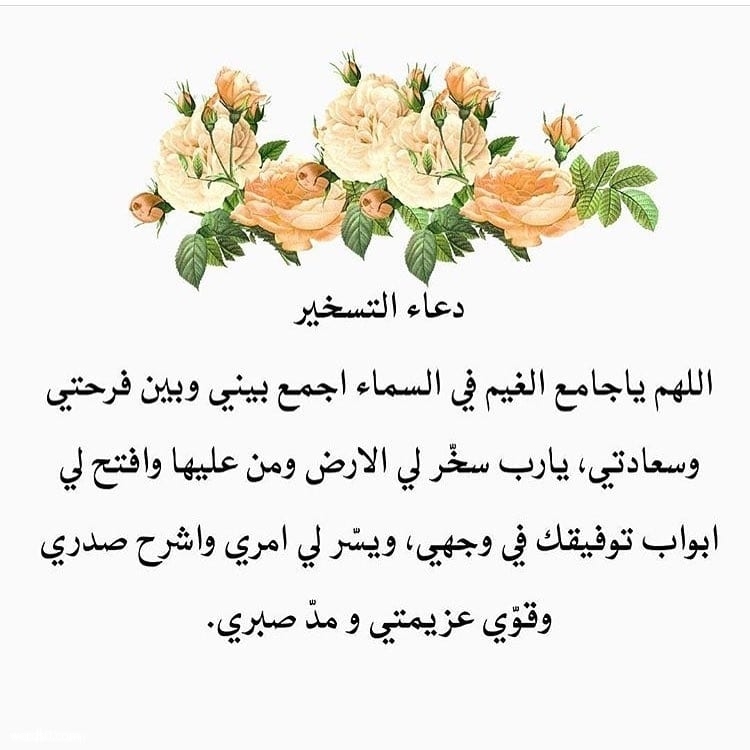 دعاء التسخير
اللهم ياجامع الغيم في السماء اجمع بيني وبين فرحتي
وسعادتي، يارب سخّر لي الارض ومن عليها وافتح لي
ابواب توفيقك في وجهي، ويسّر لي امري واشرح صدري
وقوّي عزيمتي و مدّ صبري.